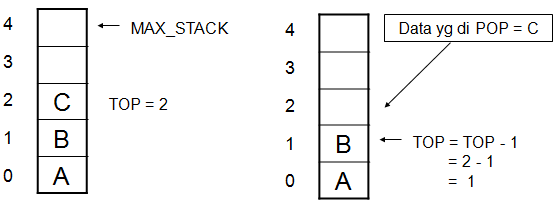 4
MAX_STACK
3
2 C TOP = 2
1 B
0 A
4 Data yg di POP = C
3
2
1 B TOP = TOP - 1
= 2 - 1
0 A = 1